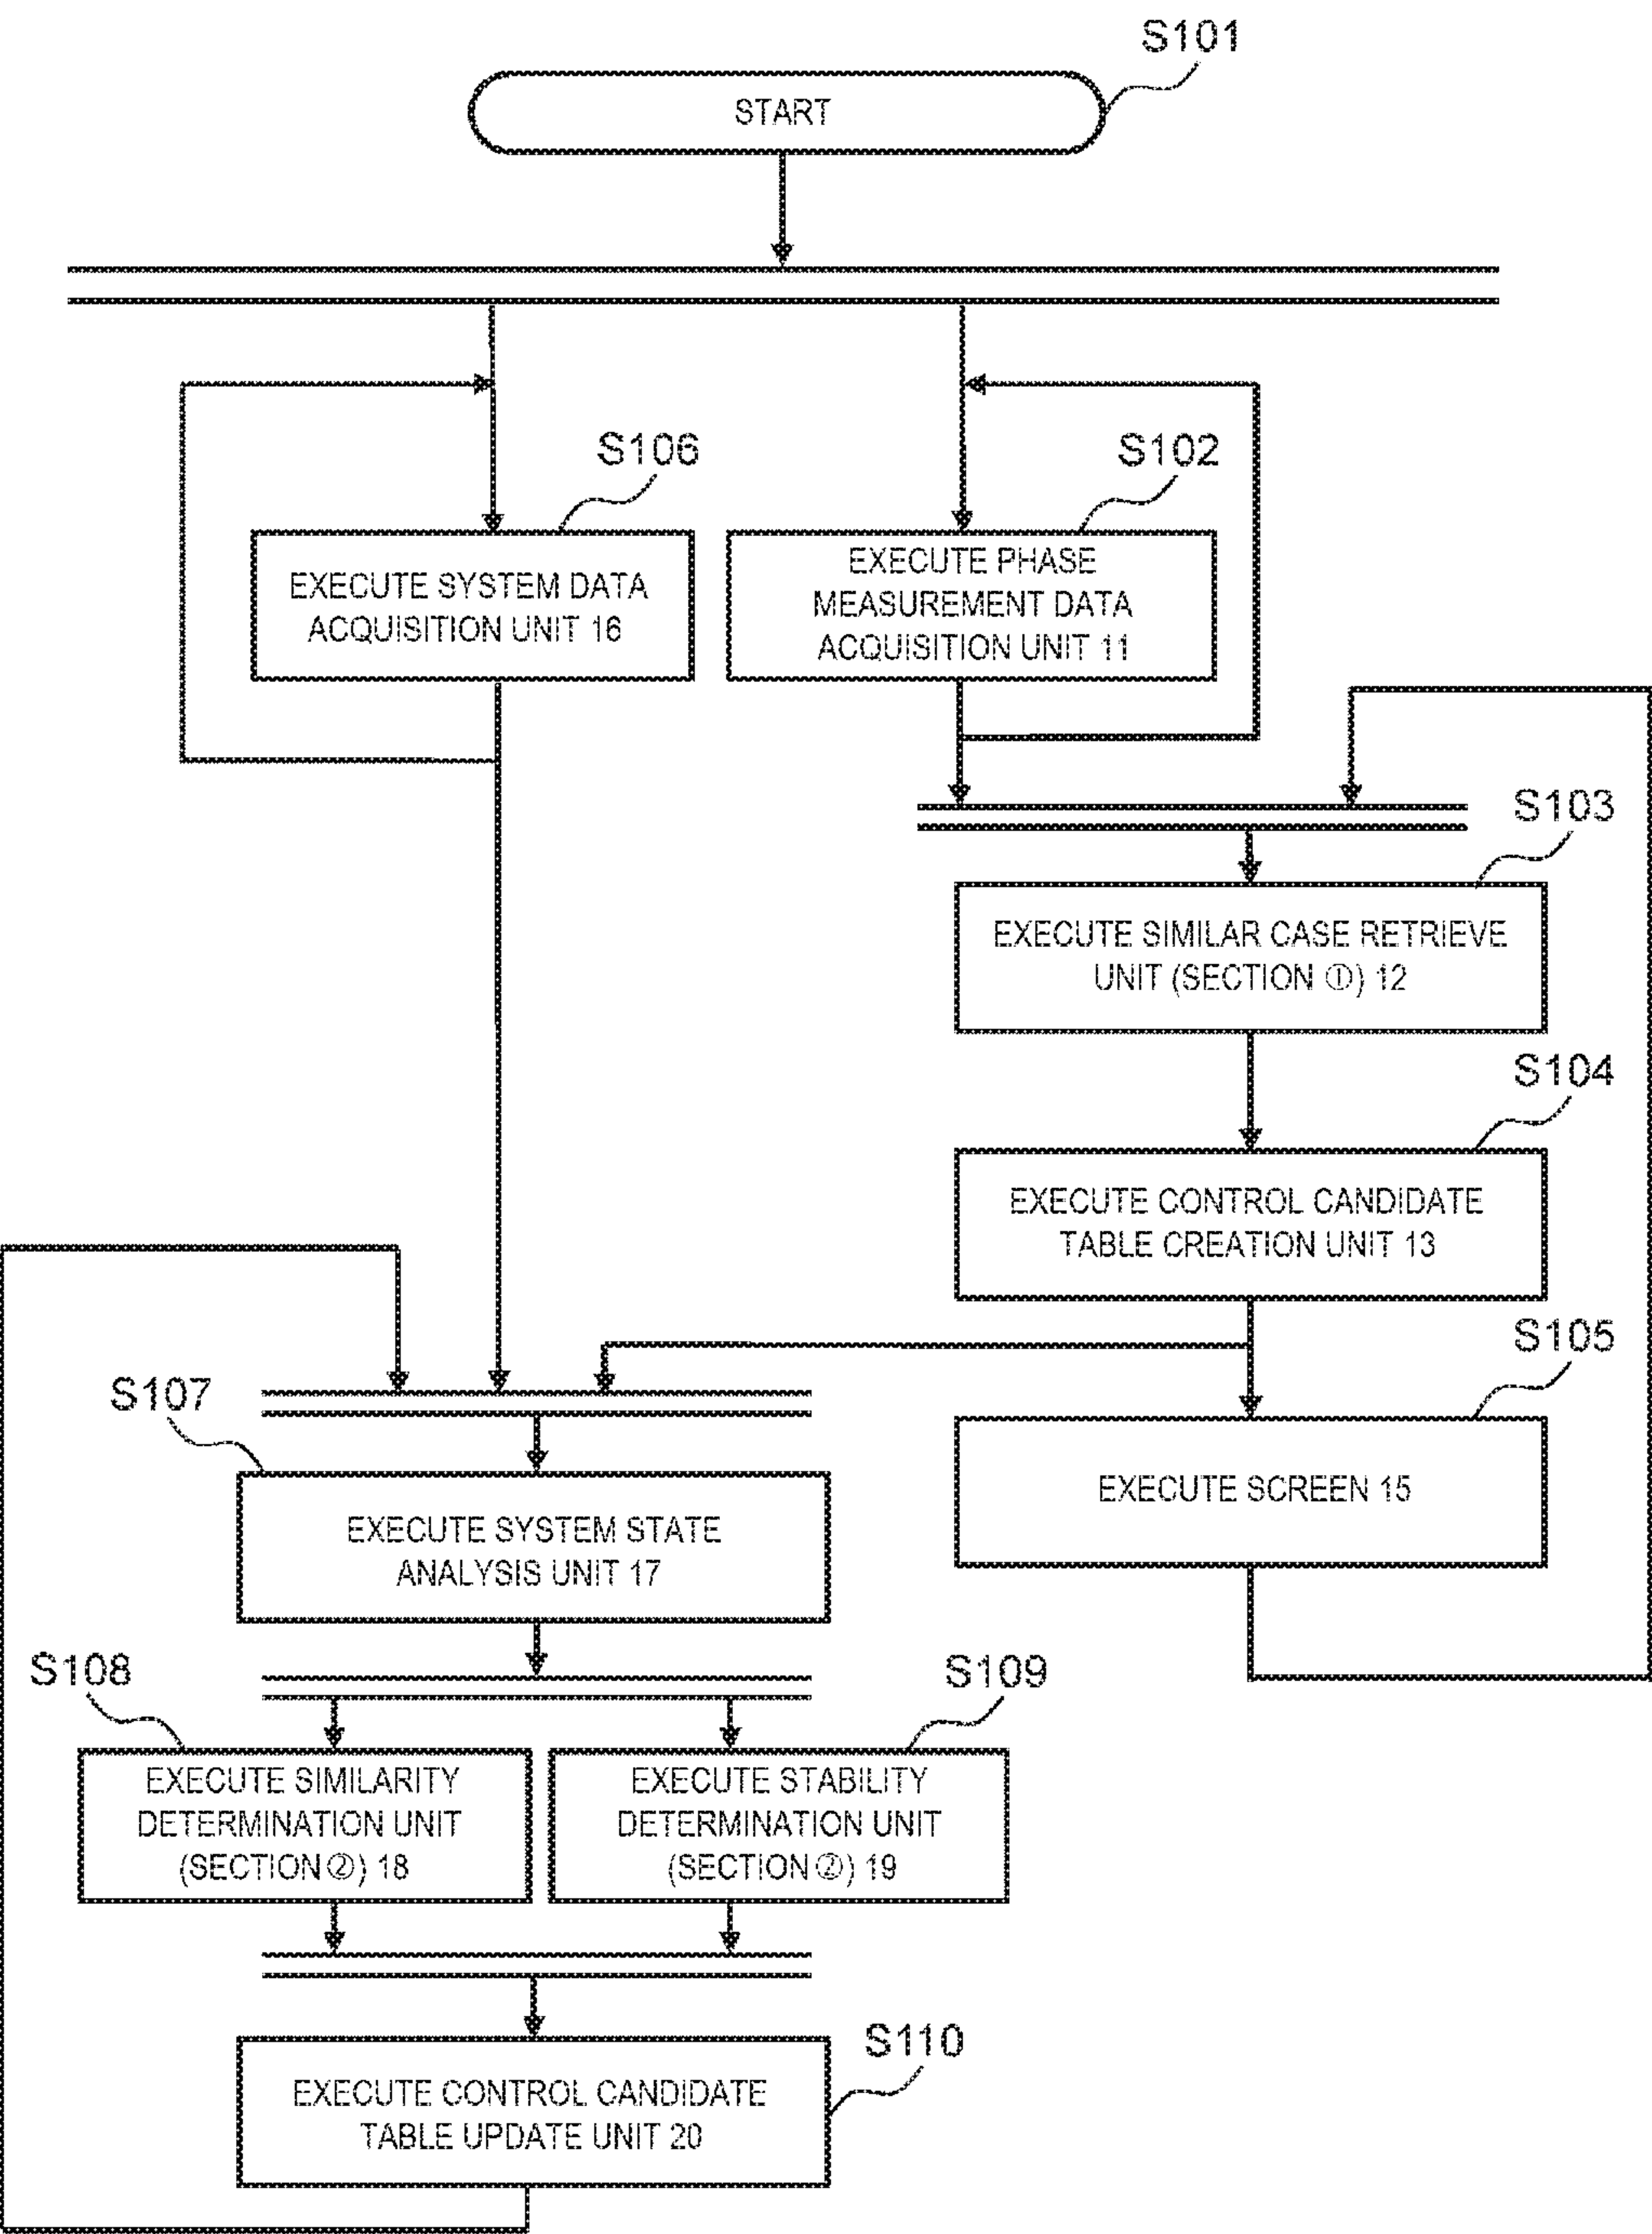 S101
START
S106
S102
EXECUTE SYSTEM DATA
ACQUISITION UNIT 16
EXECUTE PHASE
MEASUREMENT DATA
ACQUISITION UNIT 11
S103
EXECUTE SIMILAR CASE RETRIEVE
UNIT (SECTION ①) 12
S104
EXECUTE CONTROL CANDIDATE
TABLE CREATION UNIT 13
S105
EXECUTE SCREEN 15
S107
EXECUTE SYSTEM STATE
ANALYSIS UNIT 17
S108
S109
EXECUTE SIMILARITY
DETERMINATION UNIT
(SECTION ②) 18
EXECUTE STABILITY
DETERMINATION UNIT
(SECTION ②) 19
S110
EXECUTE CONTROL CANDIDATE
TABLE UPDATE UNIT 20